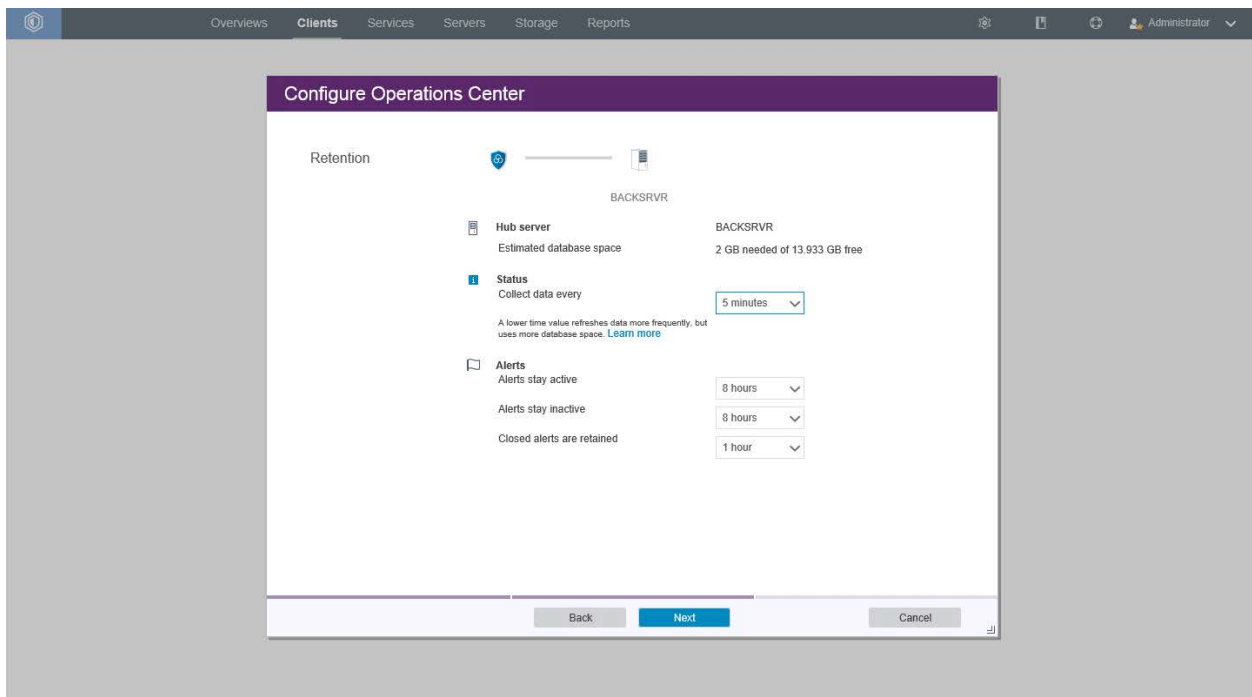 Overviews Clients Services Servers Storage Reports Administrator
Configure Operations Center
Retention
BACKSRVR
Hub server BACKSRVR
Estimated database space 2 GB needed of 13.933 GB free
Status
Collect data every 5 minutes
A lower time value refreshes data more frequently, but
uses more database space. Learn more
Alerts
Alerts stay active 8 hours
Alerts stay inactive 8 hours
Closed alerts are retained 1 hour
Back Next Cancel